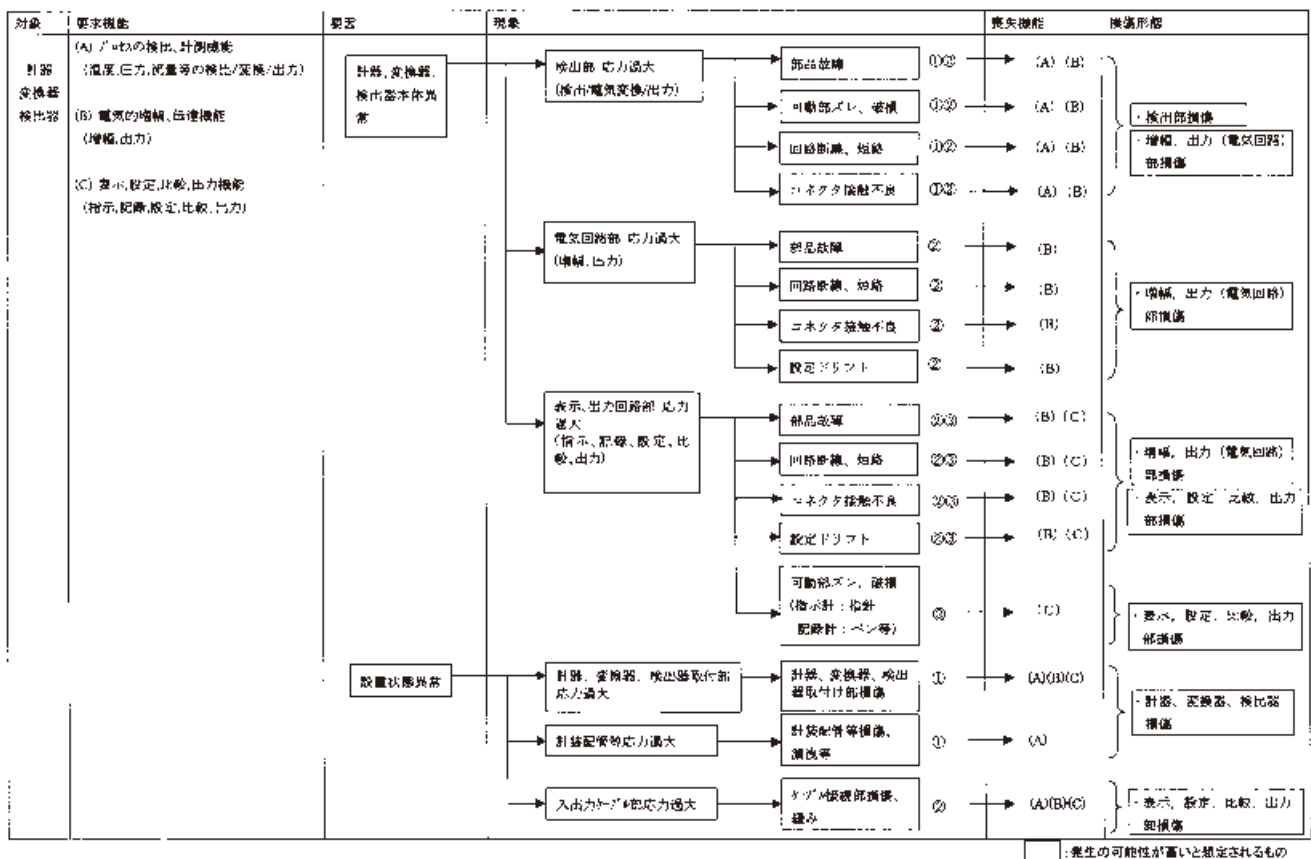 対象 要求機能 要因 現象 喪失機能 損傷形態
計器
変換器
検出器
(A) プロセスの検出、計測機能
(温度、圧力、流量等の検出/変換/出力)
(B) 電気的増幅、伝達機能
(増幅、出力)
(C) 表示、設定、比較、出力機能
(指示、記録、設定、比較、出力)
計器、変換器、
検出器本体異
常
検出部 応力過大
(検出/電気変換/出力)
部品故障 ①② (A) (B)
可動部ズレ、破損 ①② (A) (B)
回路断線、短絡 ①② (A) (B)
コネクタ接触不良 ①② (A) (B)
・検出部損傷
・増幅、出力(電気回路)
部損傷
電気回路部 応力過大
(増幅、出力)
部品故障 ② (B)
回路断線、短絡 ② (B)
コネクタ接触不良 ② (B)
設定ドリフト ② (B)
・増幅、出力(電気回路)
部損傷
表示、出力回路部 応力
過大
(指示、記録、設定、比
較、出力)
部品故障 ②③ (B) (C)
回路断線、短絡 ②③ (B) (C)
コネクタ接触不良 ②③ (B) (C)
設定ドリフト ②③ (B) (C)
・増幅、出力(電気回路)
部損傷
・表示、設定、比較、出力
部損傷
可動部ズレ、破損
(指示計:指針
記録計:ペン等) ③ (C)
・表示、設定、比較、出力
部損傷
設置状態異常
計器、変換器、検出器取付部
応力過大
計器、変換器、検出
器取付け部損傷 ① (A)(B)(C)
計装配管等応力過大
計装配管等損傷、
漏洩等 ① (A)
・計器、変換器、検出器
損傷
入出力ケーブル部応力過大
ケーブル接続部損傷、
緩み ② (A)(B)(C)
・表示、設定、比較、出力
部損傷
:発生の可能性が高いと想定されるもの